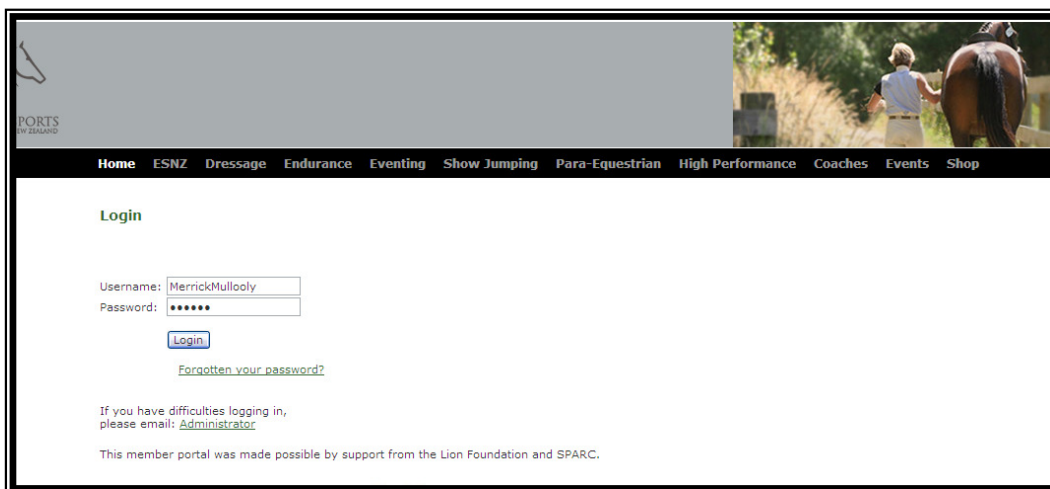 PORTS
EW ZEALAND
Home ESNZ Dressage Endurance Eventing Show Jumping Para-Equestrian High Performance Coaches Events Shop
Login
Username: MerrickMullooly
Password: ••••••
Login
Forgotten your password?
If you have difficulties logging in,
please email: Administrator
This member portal was made possible by support from the Lion Foundation and SPARC.